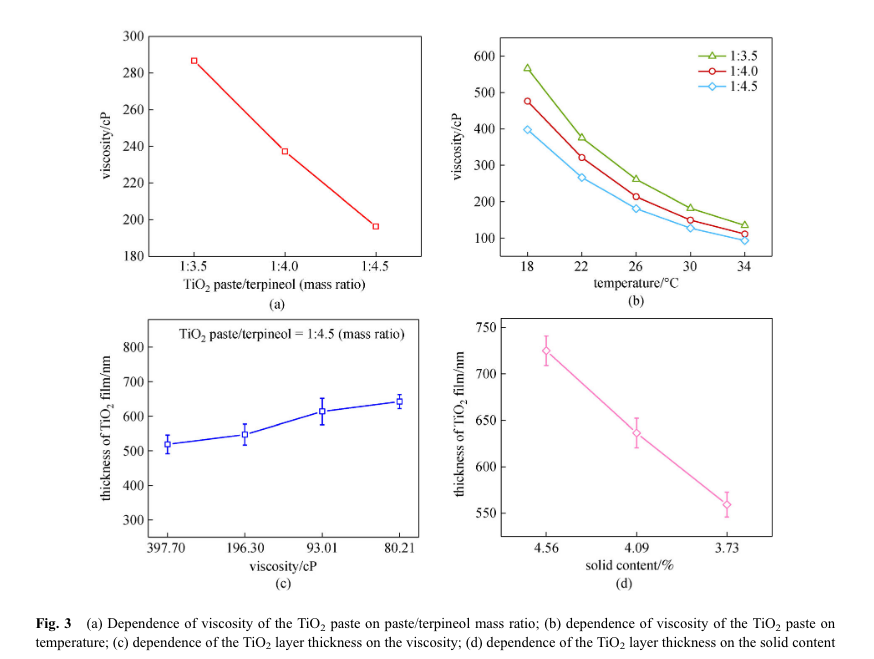 300
280
260
240
220
200
180
viscosity/cP
1:3.5 1:4.0 1:4.5
TiO₂ paste/terpineol (mass ratio)
(a)
600
500
400
300
200
100
viscosity/cP
1:3.5
1:4.0
1:4.5
18 22 26 30 34
temperature/°C
(b)
TiO₂ paste/terpineol = 1:4.5 (mass ratio)
800
700
600
500
400
300
thickness of TiO₂ film/nm
397.70 196.30 93.01 80.21
viscosity/cP
(c)
750
700
650
600
550
thickness of TiO₂ film/nm
4.56 4.09 3.73
solid content/%
(d)
Fig. 3 (a) Dependence of viscosity of the TiO₂ paste on paste/terpineol mass ratio; (b) dependence of viscosity of the TiO₂ paste on
temperature; (c) dependence of the TiO₂ layer thickness on the viscosity; (d) dependence of the TiO₂ layer thickness on the solid content